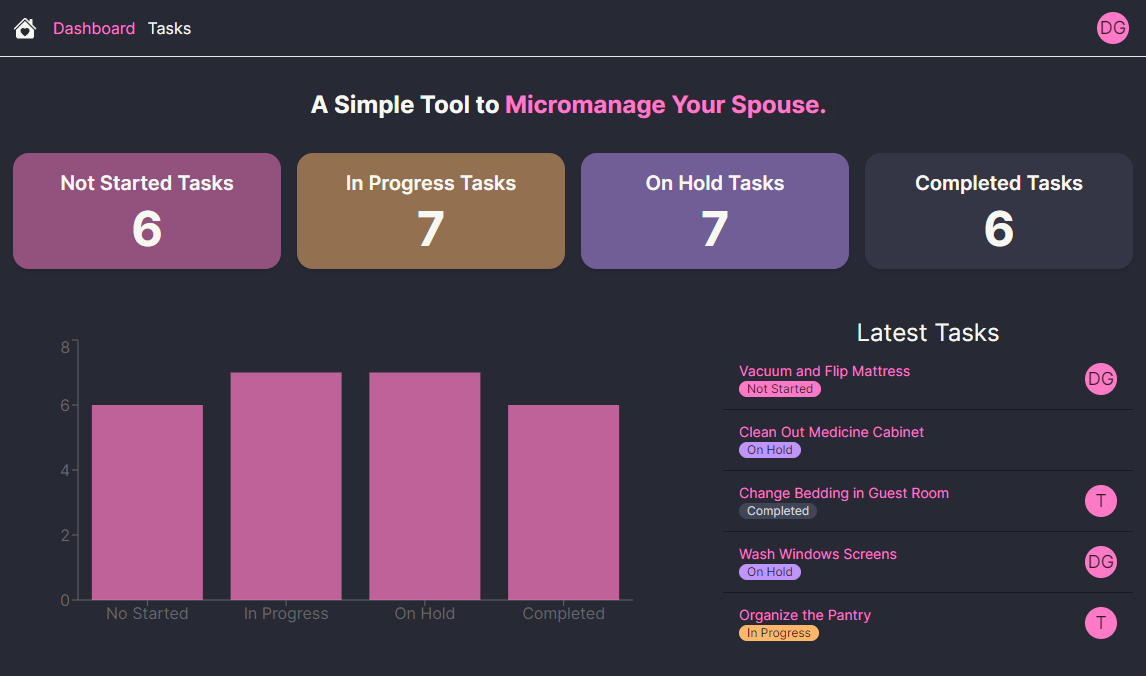 Dashboard Tasks DG
A Simple Tool to Micromanage Your Spouse.
Not Started Tasks
6
In Progress Tasks
7
On Hold Tasks
7
Completed Tasks
6
8
6
4
2
0
No Started In Progress On Hold Completed
Latest Tasks
Vacuum and Flip Mattress
Not Started
DG
Clean Out Medicine Cabinet
On Hold
Change Bedding in Guest Room
Completed
T
Wash Windows Screens
On Hold
DG
Organize the Pantry
In Progress
T